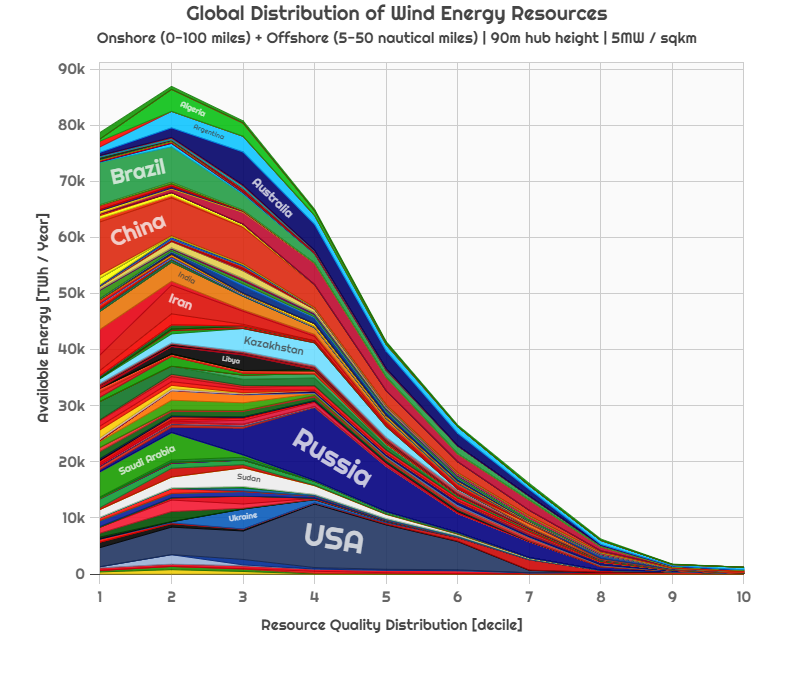 Global Distribution of Wind Energy Resources
Onshore (0-100 miles) + Offshore (5-50 nautical miles) | 90m hub height | 5MW / sqkm
Available Energy [TWh / Year]
90k
80k
70k
60k
50k
40k
30k
20k
10k
0
Algeria
Argentina
Brazil
Australia
China
India
Iran
Kazakhstan
Libya
Russia
Saudi Arabia
Sudan
Ukraine
USA
1 2 3 4 5 6 7 8 9 10
Resource Quality Distribution [decile]